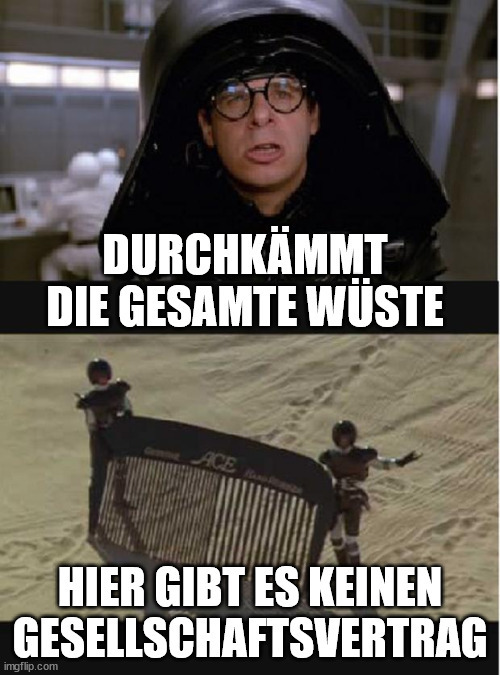 DURCHKÄMMT
DIE GESAMTE WÜSTE
ACE
HIER GIBT ES KEINEN
GESELLSCHAFTSVERTRAG
imgflip.com